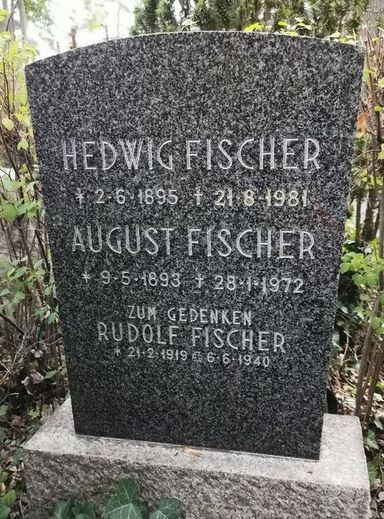 HEDWIG FISCHER
* 2·6·1895 † 21·8·1981
AUGUST FISCHER
* 9·5·1893 † 28·1·1972
ZUM GEDENKEN
RUDOLF FISCHER
* 21·2·1919 ✠ 6·6·1940